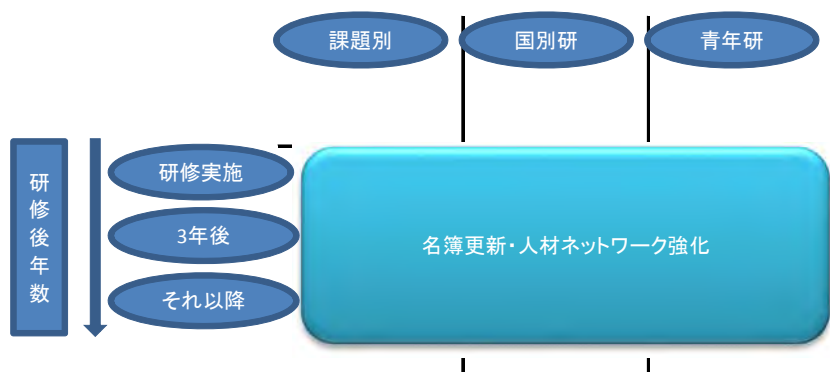 課題別
国別研
青年研
研修後年数
研修実施
3年後
それ以降
名簿更新・人材ネットワーク強化